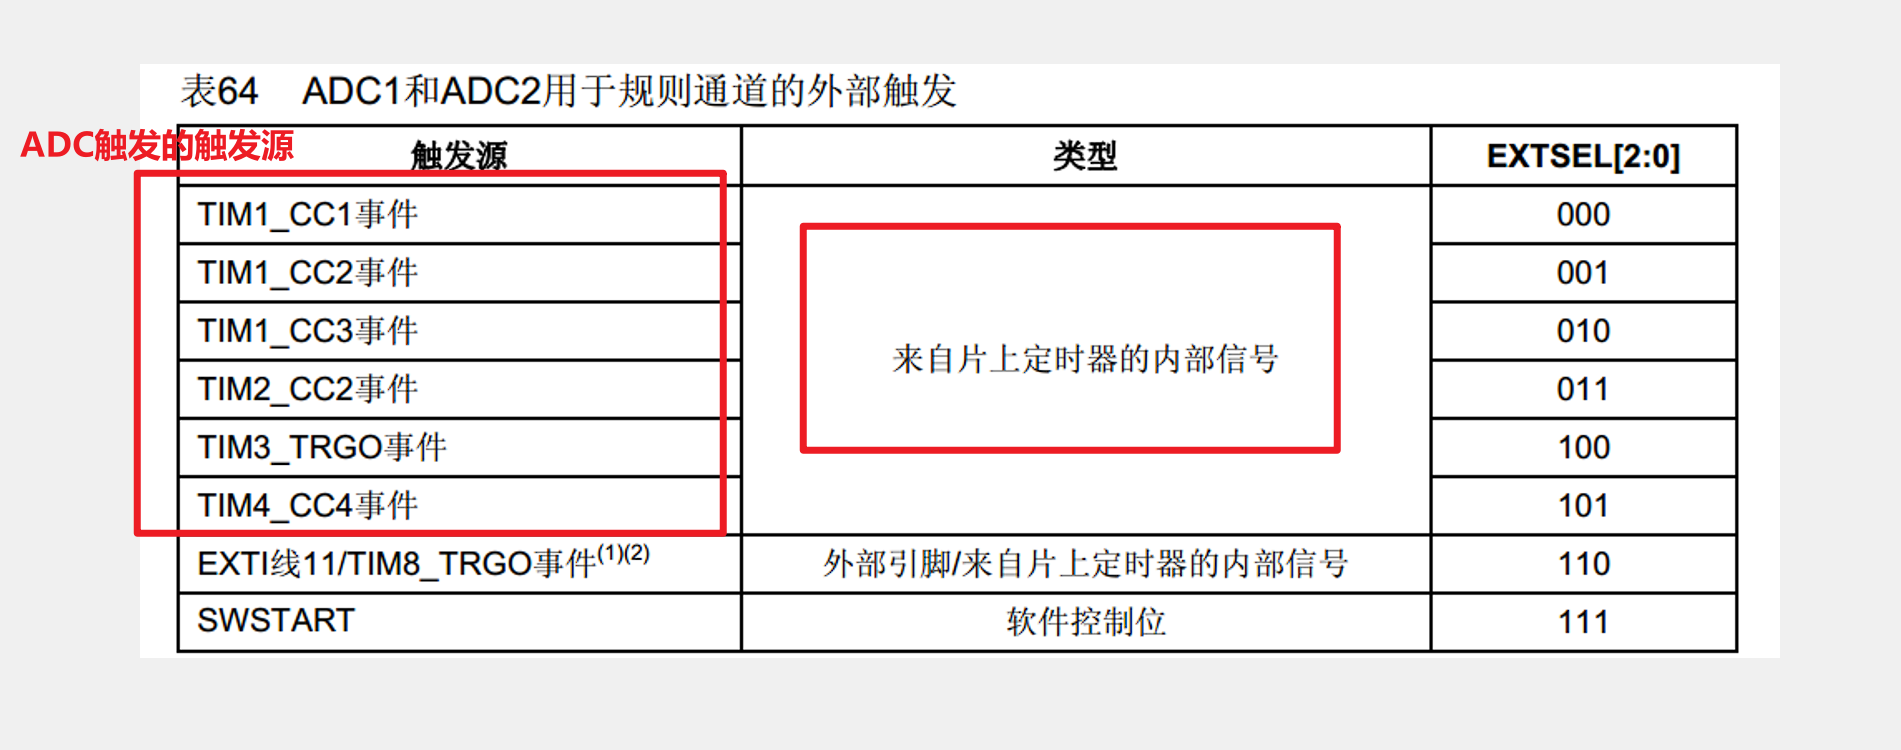 表64 ADC1和ADC2用于规则通道的外部触发
ADC触发的触发源
触发源 类型 EXTSEL[2:0]
TIM1_CC1事件 000
TIM1_CC2事件 001
TIM1_CC3事件 010
来自片上定时器的内部信号
TIM2_CC2事件 011
TIM3_TRGO事件 100
TIM4_CC4事件 101
EXTI线11/TIM8_TRGO事件(1)(2) 外部引脚/来自片上定时器的内部信号 110
SWSTART 软件控制位 111